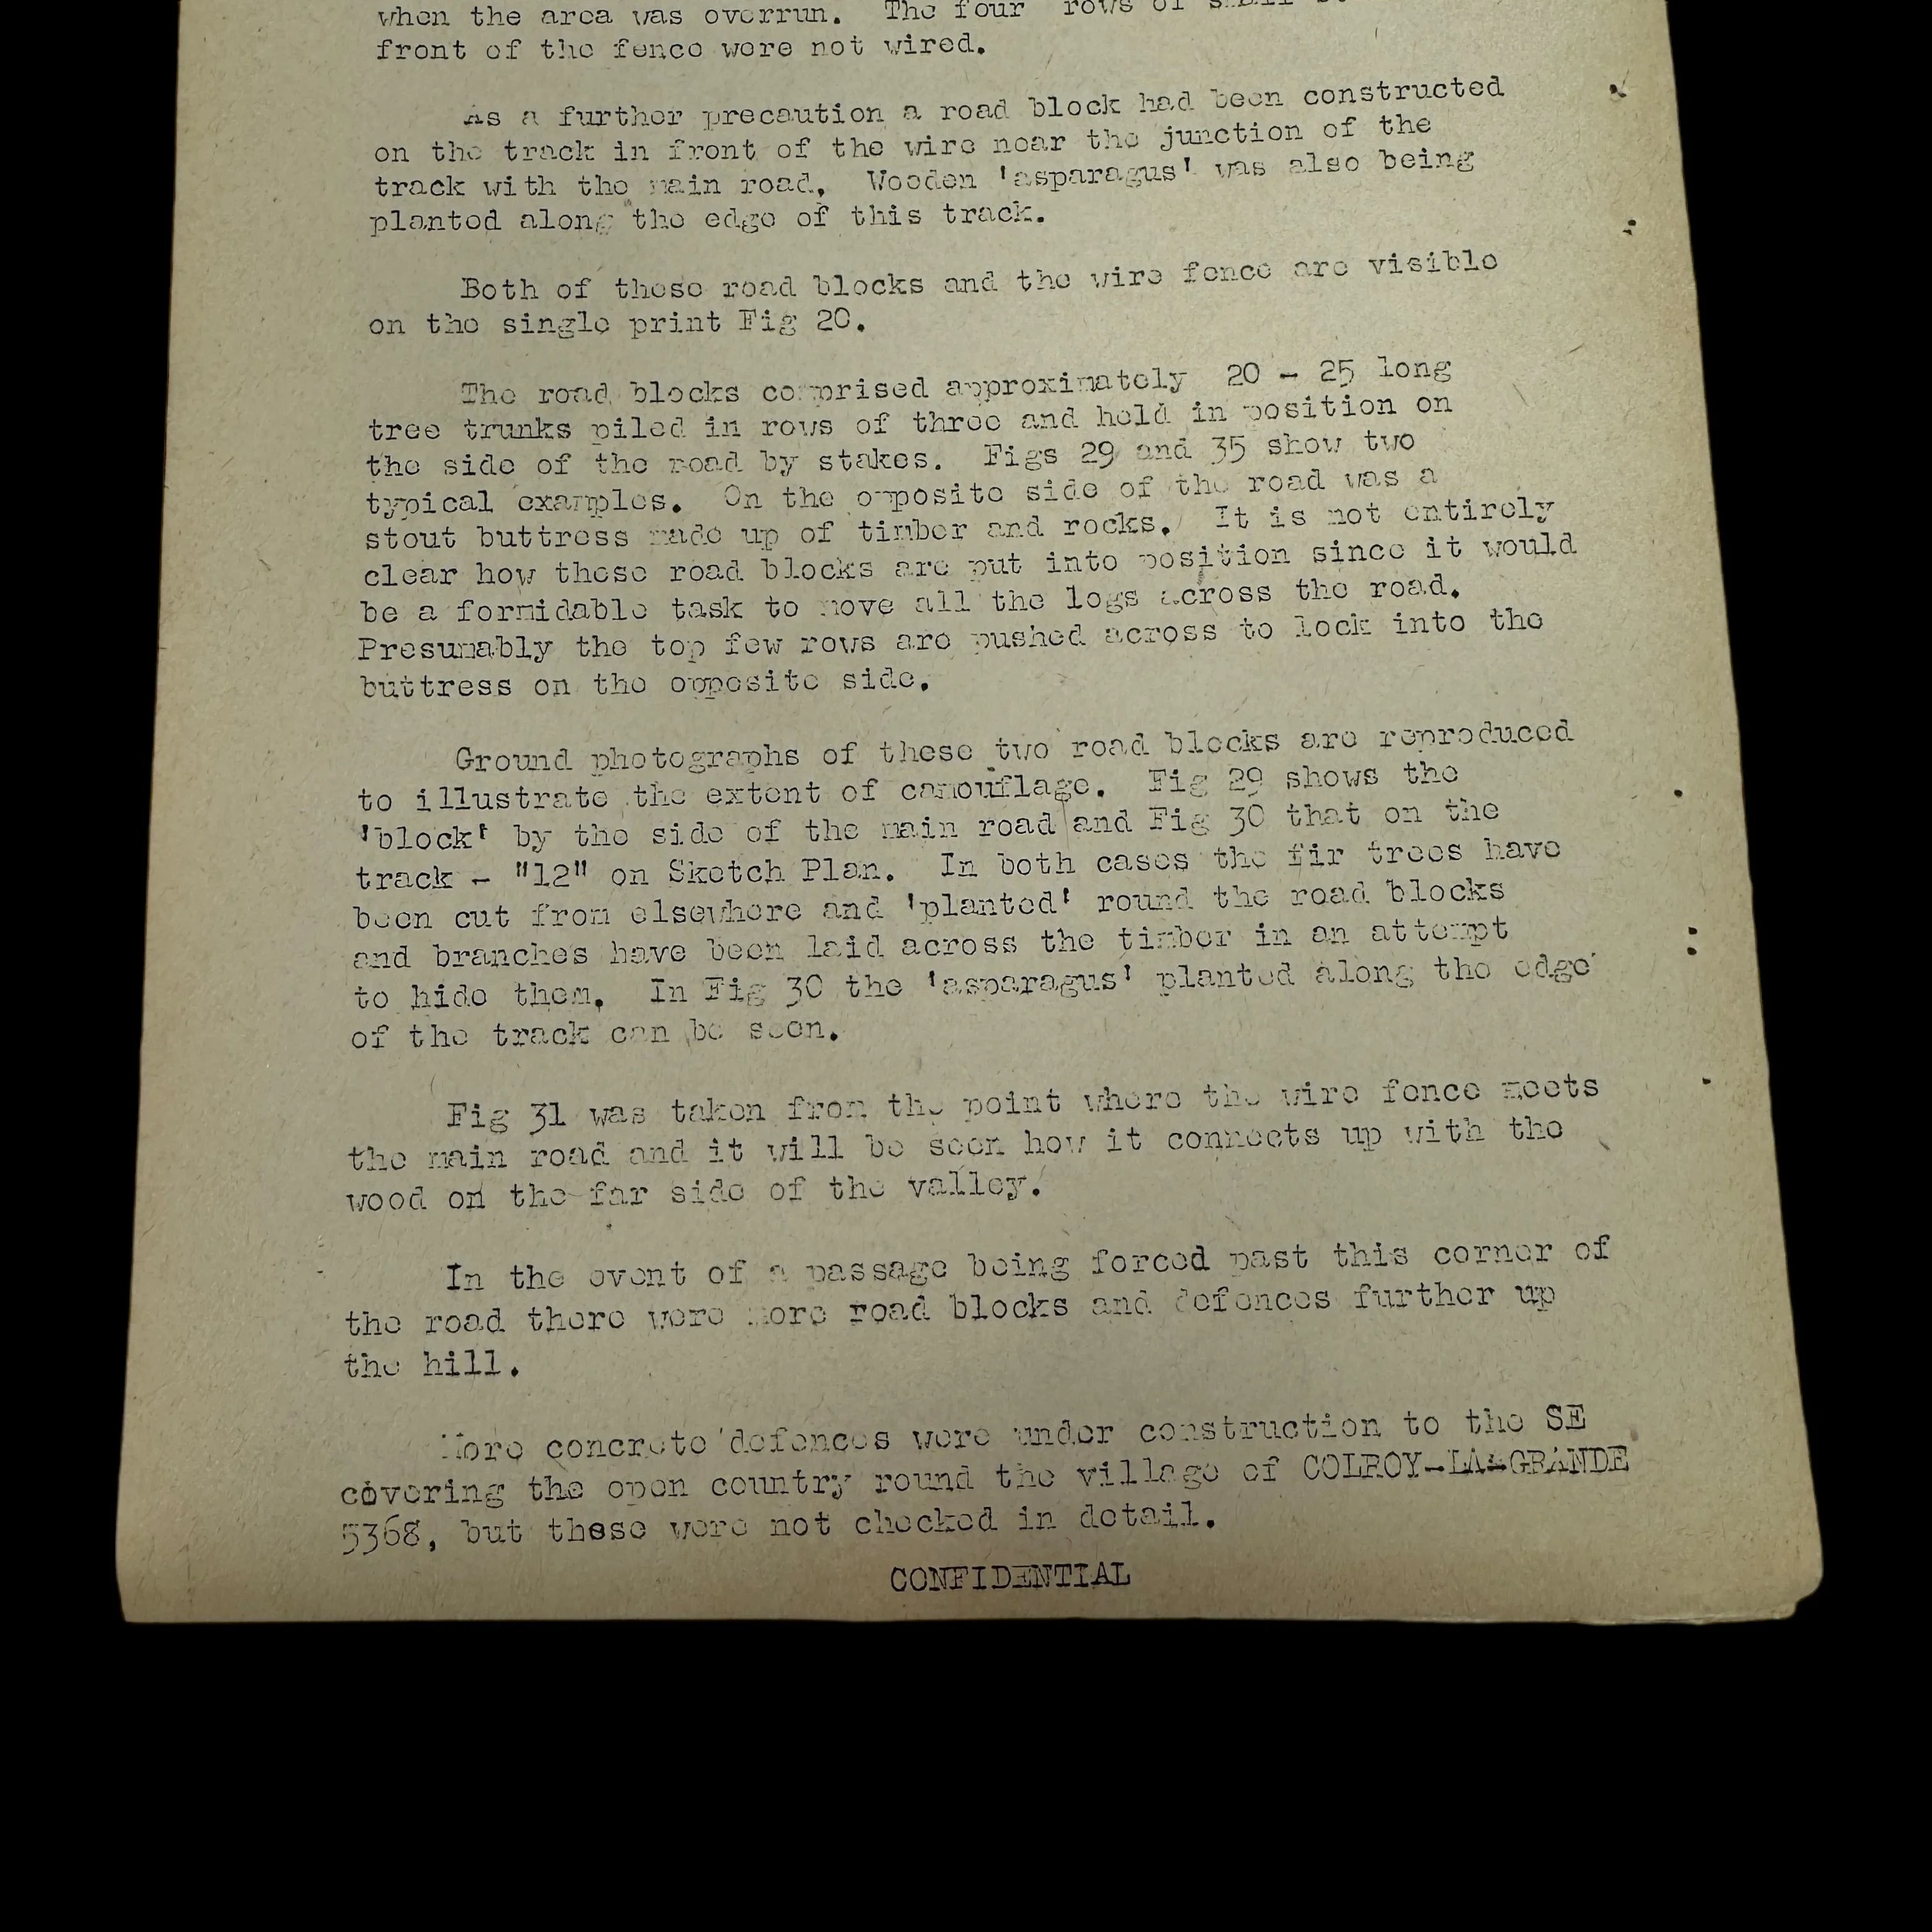 when the area was overrun. The four rows of small
front of the fence were not wired.
As a further precaution a road block had been constructed
on the track in front of the wire near the junction of the
track with the main road. Wooden 'asparagus' was also being
planted along the edge of this track.
Both of these road blocks and the wire fence are visible
on the single print Fig 20.
The road blocks comprised approximately 20 - 25 long
tree trunks piled in rows of three and held in position on
the side of the road by stakes. Figs 29 and 35 show two
typical examples. On the opposite side of the road was a
stout buttress made up of timber and rocks. It is not entirely
clear how these road blocks are put into position since it would
be a formidable task to move all the logs across the road.
Presumably the top few rows are pushed across to lock into the
buttress on the opposite side.
Ground photographs of these two road blocks are reproduced
to illustrate the extent of camouflage. Fig 29 shows the
'block' by the side of the main road and Fig 30 that on the
track - "12" on Sketch Plan. In both cases the fir trees have
been cut from elsewhere and 'planted' round the road blocks
and branches have been laid across the timber in an attempt
to hide them. In Fig 30 the 'asparagus' planted along the edge
of the track can be seen.
Fig 31 was taken from the point where the wire fence meets
the main road and it will be seen how it connects up with the
wood on the far side of the valley.
In the event of a passage being forced past this corner of
the road there were more road blocks and defences further up
the hill.
More concrete defences were under construction to the SE
covering the open country round the village of COLROY-LA-GRANDE
5368, but these were not checked in detail.
CONFIDENTIAL